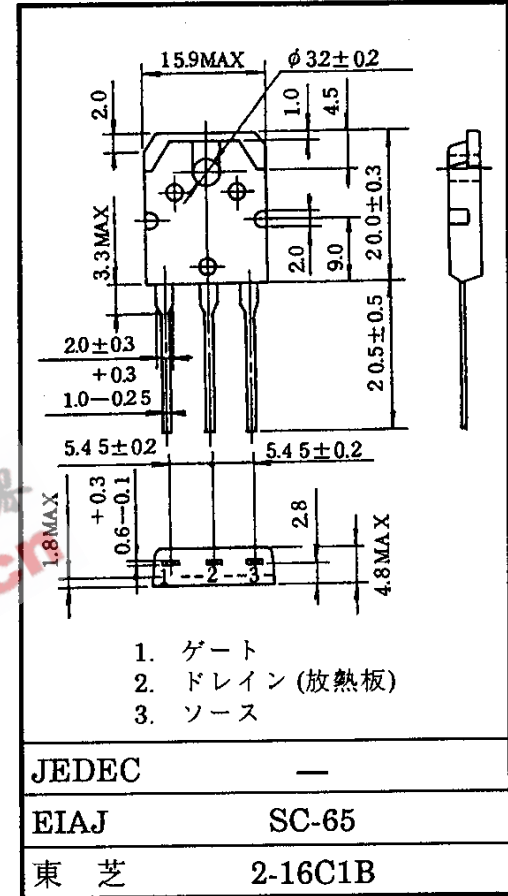 15.9MAX
φ32±0.2
2.0
1.0
4.5
3.3MAX
2.0
9.0
20.0±0.3
20.5±0.5
2.0±0.3
+0.3
1.0−0.25
5.45±0.2
5.45±0.2
1.8MAX
+0.3
0.6−0.1
2.8
4.8MAX
1
2
3
cn
1. ゲート
2. ドレイン (放熱板)
3. ソース
JEDEC —
EIAJ SC-65
東 芝 2-16C1B